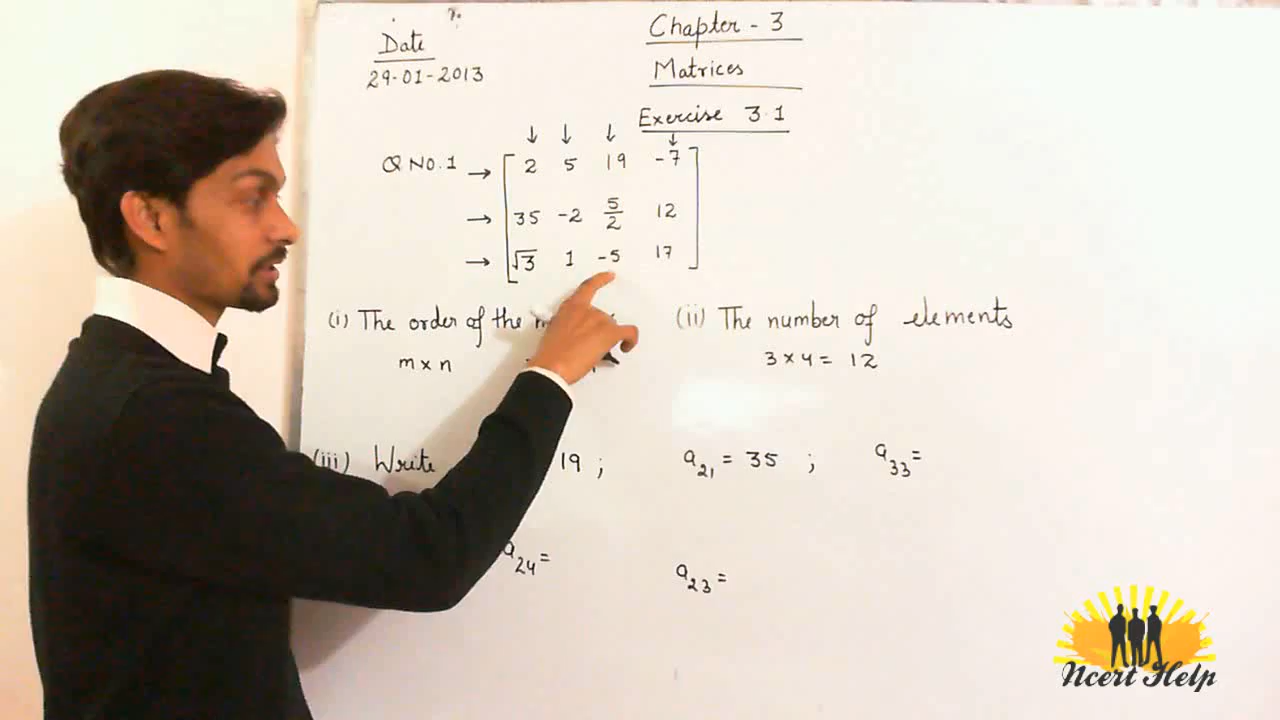 Date
29-01-2013
Chapter - 3
Matrices
Exercise 3.1
Q NO. 1 → [ 2 5 19 -7 ]
→ [ 35 -2 5/2 12 ]
→ [ √3 1 -5 17 ]
(i) The order of the
m × n
(ii) The number of elements
3 × 4 = 12
(iii) Write 19 ; a₂₁ = 35 ; a₃₃ =
a₂₄ = a₂₃ =
Ncert Help